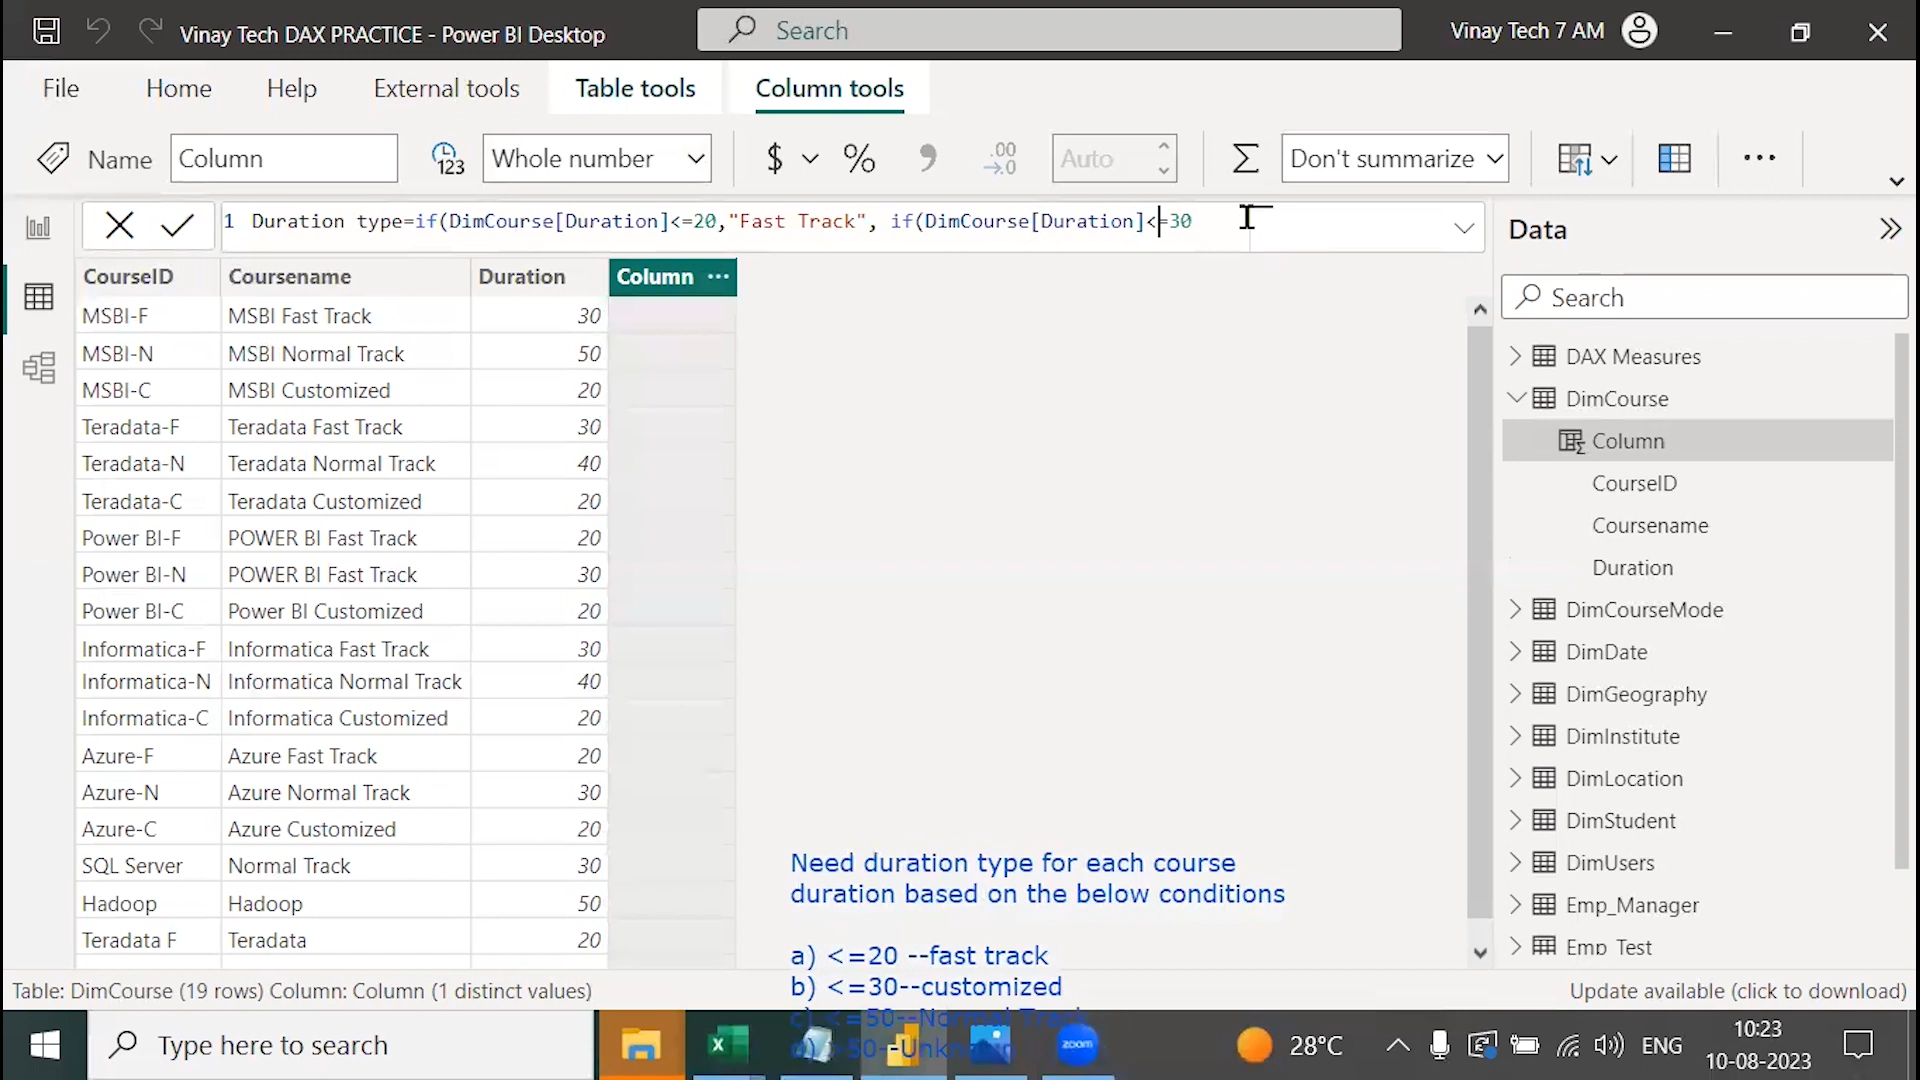 Vinay Tech DAX PRACTICE - Power BI Desktop
Search
Vinay Tech 7 AM
File Home Help External tools Table tools Column tools
Name Column
123
Whole number
$ % 9 .00 →.0
Auto
Σ Don't summarize
1 Duration type=if(DimCourse[Duration]<=20,"Fast Track", if(DimCourse[Duration]<=30
CourseID Coursename Duration Column
MSBI-F MSBI Fast Track 30
MSBI-N MSBI Normal Track 50
MSBI-C MSBI Customized 20
Teradata-F Teradata Fast Track 30
Teradata-N Teradata Normal Track 40
Teradata-C Teradata Customized 20
Power BI-F POWER BI Fast Track 20
Power BI-N POWER BI Fast Track 30
Power BI-C Power BI Customized 20
Informatica-F Informatica Fast Track 30
Informatica-N Informatica Normal Track 40
Informatica-C Informatica Customized 20
Azure-F Azure Fast Track 20
Azure-N Azure Normal Track 30
Azure-C Azure Customized 20
SQL Server Normal Track 30
Hadoop Hadoop 50
Teradata F Teradata 20
Need duration type for each course
duration based on the below conditions
a) <=20 --fast track
b) <=30--customized
c) <=50--Normal Track
>50--Unknown
Data
Search
DAX Measures
DimCourse
Column
CourseID
Coursename
Duration
DimCourseMode
DimDate
DimGeography
DimInstitute
DimLocation
DimStudent
DimUsers
Emp_Manager
Emp_Test
Table: DimCourse (19 rows) Column: Column (1 distinct values)
Update available (click to download)
Type here to search
zoom
28°C
ENG
10:23
10-08-2023